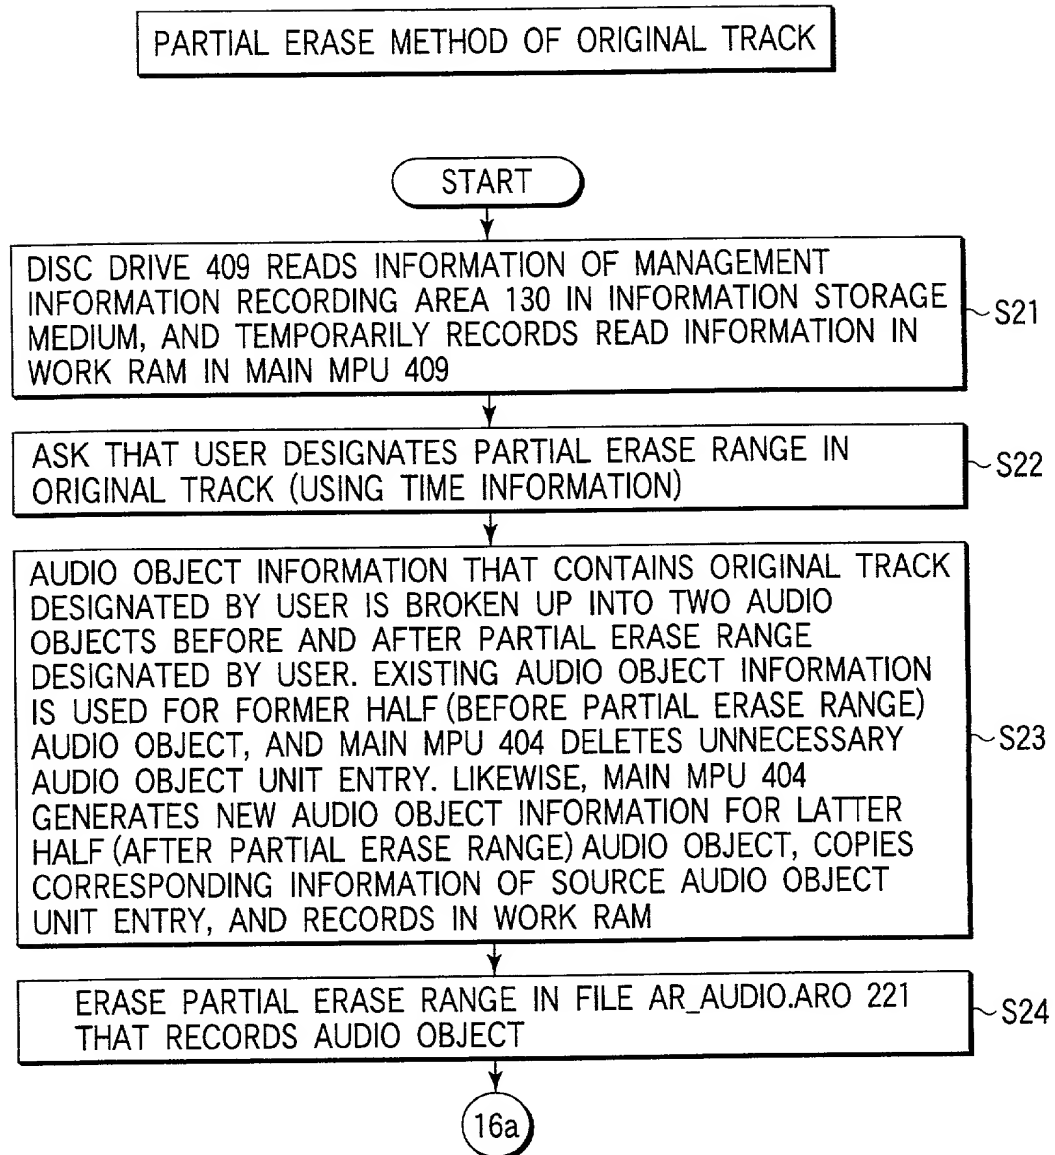 PARTIAL ERASE METHOD OF ORIGINAL TRACK
START
DISC DRIVE 409 READS INFORMATION OF MANAGEMENT
INFORMATION RECORDING AREA 130 IN INFORMATION STORAGE
MEDIUM, AND TEMPORARILY RECORDS READ INFORMATION IN
WORK RAM IN MAIN MPU 409
S21
ASK THAT USER DESIGNATES PARTIAL ERASE RANGE IN
ORIGINAL TRACK (USING TIME INFORMATION)
S22
AUDIO OBJECT INFORMATION THAT CONTAINS ORIGINAL TRACK
DESIGNATED BY USER IS BROKEN UP INTO TWO AUDIO
OBJECTS BEFORE AND AFTER PARTIAL ERASE RANGE
DESIGNATED BY USER. EXISTING AUDIO OBJECT INFORMATION
IS USED FOR FORMER HALF (BEFORE PARTIAL ERASE RANGE)
AUDIO OBJECT, AND MAIN MPU 404 DELETES UNNECESSARY
AUDIO OBJECT UNIT ENTRY. LIKEWISE, MAIN MPU 404
GENERATES NEW AUDIO OBJECT INFORMATION FOR LATTER
HALF (AFTER PARTIAL ERASE RANGE) AUDIO OBJECT, COPIES
CORRESPONDING INFORMATION OF SOURCE AUDIO OBJECT
UNIT ENTRY, AND RECORDS IN WORK RAM
S23
ERASE PARTIAL ERASE RANGE IN FILE AR_AUDIO.ARO 221
THAT RECORDS AUDIO OBJECT
S24
16a